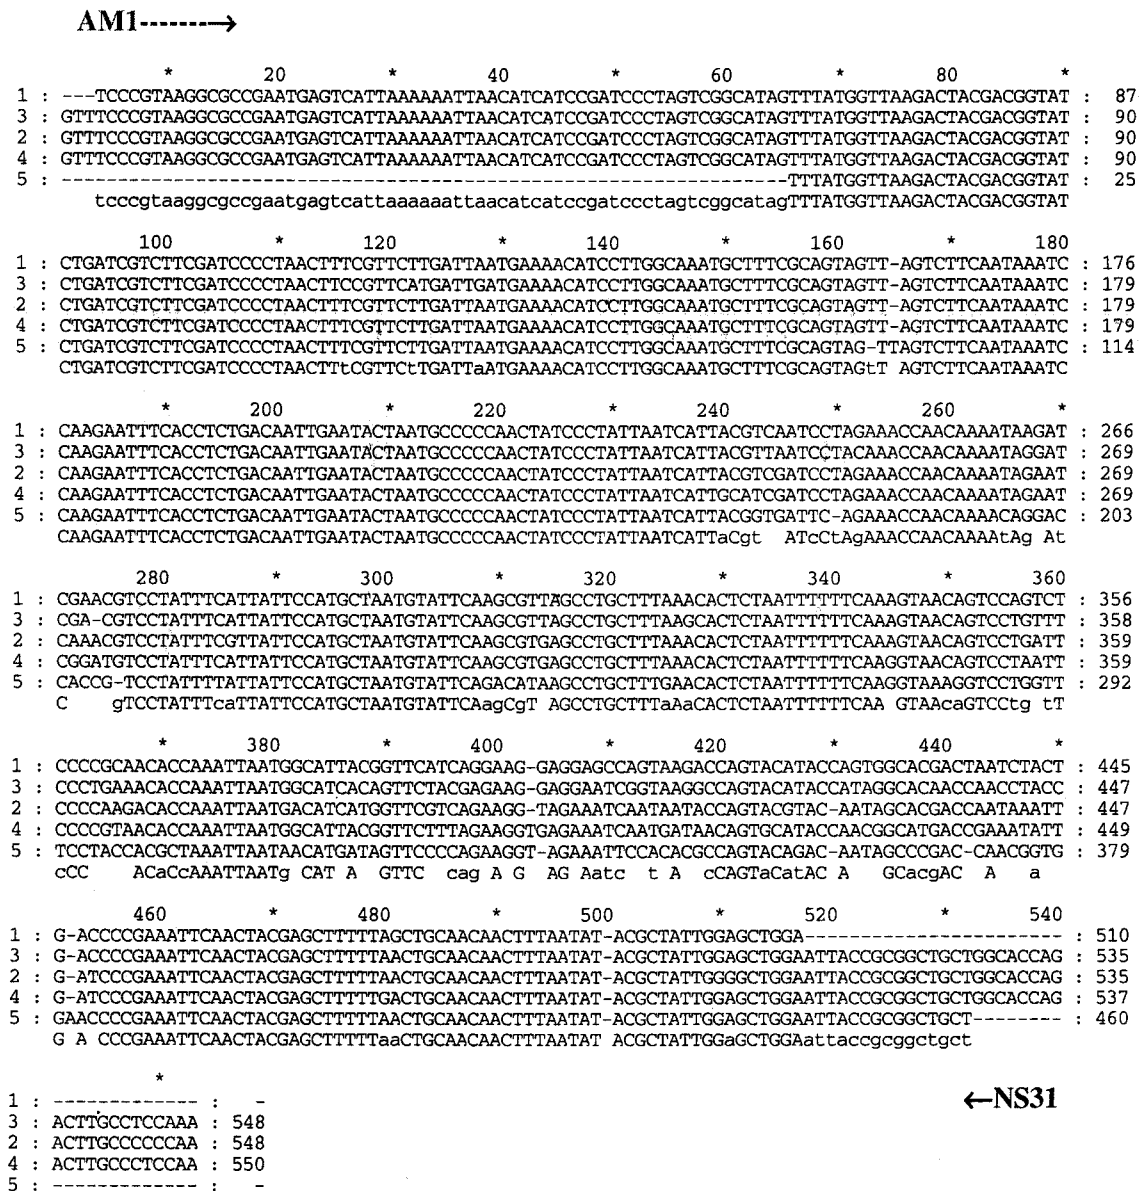 AM1-------→
* 20 * 40 * 60 * 80 *
1 : ---TCCCGTAAGGCGCCGAATGAGTCATTAAAAAATTAACATCATCCGATCCCTAGTCGGCATAGTTTATGGTTAAGACTACGACGGTAT : 87
3 : GTTTCCCGTAAGGCGCCGAATGAGTCATTAAAAAATTAACATCATCCGATCCCTAGTCGGCATAGTTTATGGTTAAGACTACGACGGTAT : 90
2 : GTTTCCCGTAAGGCGCCGAATGAGTCATTAAAAAATTAACATCATCCGATCCCTAGTCGGCATAGTTTATGGTTAAGACTACGACGGTAT : 90
4 : GTTTCCCGTAAGGCGCCGAATGAGTCATTAAAAAATTAACATCATCCGATCCCTAGTCGGCATAGTTTATGGTTAAGACTACGACGGTAT : 90
5 : -----------------------------------------------------------------TTTATGGTTAAGACTACGACGGTAT : 25
tcccgtaaggcgccgaatgagtcattaaaaaattaacatcatccgatccctagtcggcatagTTTATGGTTAAGACTACGACGGTAT
100 * 120 * 140 * 160 * 180
1 : CTGATCGTCTTCGATCCCCTAACTTTCGTTCTTGATTAATGAAAACATCCTTGGCAAATGCTTTCGCAGTAGTT-AGTCTTCAATAAATC : 176
3 : CTGATCGTCTTCGATCCCCTAACTTCCGTTCATGATTGATGAAAACATCCTTGGCAAATGCTTTCGCAGTAGTT-AGTCTTCAATAAATC : 179
2 : CTGATCGTCTTCGATCCCCTAACTTTCGTTCTTGATTAATGAAAACATCCTTGGCAAATGCTTTCGCAGTAGTT-AGTCTTCAATAAATC : 179
4 : CTGATCGTCTTCGATCCCCTAACTTTCGTTCTTGATTAATGAAAACATCCTTGGCAAATGCTTTCGCAGTAGTT-AGTCTTCAATAAATC : 179
5 : CTGATCGTCTTCGATCCCCTAACTTTCGTTCTTGATTAATGAAAACATCCTTGGCAAATGCTTTCGCAGTAG-TTAGTCTTCAATAAATC : 114
CTGATCGTCTTCGATCCCCTAACTTtCGTTCtTGATTaATGAAAACATCCTTGGCAAATGCTTTCGCAGTAGtT AGTCTTCAATAAATC
* 200 * 220 * 240 * 260 *
1 : CAAGAATTTCACCTCTGACAATTGAATACTAATGCCCCCAACTATCCCTATTAATCATTACGTCAATCCTAGAAACCAACAAAATAAGAT : 266
3 : CAAGAATTTCACCTCTGACAATTGAATACTAATGCCCCCAACTATCCCTATTAATCATTACGTTAATCCTACAAACCAACAAAATAGGAT : 269
2 : CAAGAATTTCACCTCTGACAATTGAATACTAATGCCCCCAACTATCCCTATTAATCATTACGTCGATCCTAGAAACCAACAAAATAGAAT : 269
4 : CAAGAATTTCACCTCTGACAATTGAATACTAATGCCCCCAACTATCCCTATTAATCATTGCATCGATCCTAGAAACCAACAAAATAGAAT : 269
5 : CAAGAATTTCACCTCTGACAATTGAATACTAATGCCCCCAACTATCCCTATTAATCATTACGGTGATTC-AGAAACCAACAAAACAGGAC : 203
CAAGAATTTCACCTCTGACAATTGAATACTAATGCCCCCAACTATCCCTATTAATCATTaCgt ATcCtAgAAACCAACAAAAtAg At
280 * 300 * 320 * 340 * 360
1 : CGAACGTCCTATTTCATTATTCCATGCTAATGTATTCAAGCGTTAGCCTGCTTTAAACACTCTAATTTTTTCAAAGTAACAGTCCAGTCT : 356
3 : CGA-CGTCCTATTTCATTATTCCATGCTAATGTATTCAAGCGTTAGCCTGCTTTAAGCACTCTAATTTTTTCAAAGTAACAGTCCTGTTT : 358
2 : CAAACGTCCTATTTCGTTATTCCATGCTAATGTATTCAAGCGTGAGCCTGCTTTAAACACTCTAATTTTTTCAAAGTAACAGTCCTGATT : 359
4 : CGGATGTCCTATTTCATTATTCCATGCTAATGTATTCAAGCGTGAGCCTGCTTTAAACACTCTAATTTTTTCAAGGTAACAGTCCTAATT : 359
5 : CACCG-TCCTATTTTATTATTCCATGCTAATGTATTCAGACATAAGCCTGCTTTGAACACTCTAATTTTTTCAAGGTAAAGGTCCTGGTT : 292
C gTCCTATTTcaTTATTCCATGCTAATGTATTCAagCgT AGCCTGCTTTaAaCACTCTAATTTTTTCAA GTAAcaGTCCtg tT
* 380 * 400 * 420 * 440 *
1 : CCCCGCAACACCAAATTAATGGCATTACGGTTCATCAGGAAG-GAGGAGCCAGTAAGACCAGTACATACCAGTGGCACGACTAATCTACT : 445
3 : CCCTGAAACACCAAATTAATGGCATCACAGTTCTACGAGAAG-GAGGAATCGGTAAGGCCAGTACATACCATAGGCACAACCAACCTACC : 447
2 : CCCCAAGACACCAAATTAATGACATCATGGTTCGTCAGAAGG-TAGAAATCAATAATACCAGTACGTAC-AATAGCACGACCAATAAATT : 447
4 : CCCCGTAACACCAAATTAATGGCATTACGGTTCTTTAGAAGGTGAGAAATCAATGATAACAGTGCATACCAACGGCATGACCGAAATATT : 449
5 : TCCTACCACGCTAAATTAATAACATGATAGTTCCCCAGAAGGT-AGAAATTCCACACGCCAGTACAGAC-AATAGCCCGAC-CAACGGTG : 379
cCC ACaCcAAATTAATg CAT A GTTC cag A G AG Aatc t A cCAGTaCatAC A GCacgAC A a
460 * 480 * 500 * 520 * 540
1 : G-ACCCCGAAATTCAACTACGAGCTTTTTAGCTGCAACAACTTTAATAT-ACGCTATTGGAGCTGGA----------------------- : 510
3 : G-ACCCCGAAATTCAACTACGAGCTTTTTAACTGCAACAACTTTAATAT-ACGCTATTGGAGCTGGAATTACCGCGGCTGCTGGCACCAG : 535
2 : G-ATCCCGAAATTCAACTACGAGCTTTTTAACTGCAACAACTTTAATAT-ACGCTATTGGGGCTGGAATTACCGCGGCTGCTGGCACCAG : 535
4 : G-ATCCCGAAATTCAACTACGAGCTTTTTGACTGCAACAACTTTAATAT-ACGCTATTGGAGCTGGAATTACCGCGGCTGCTGGCACCAG : 537
5 : GAACCCCGAAATTCAACTACGAGCTTTTTAACTGCAACAACTTTAATAT-ACGCTATTGGAGCTGGAATTACCGCGGCTGCT-------- : 460
G A CCCGAAATTCAACTACGAGCTTTTTaaCTGCAACAACTTTAATAT ACGCTATTGGaGCTGGAattaccgcggctgct
*
1 : ------------- : -
3 : ACTTGCCTCCAAA : 548
2 : ACTTGCCCCCCAA : 548
4 : ACTTGCCCTCCAA : 550
5 : ------------- : -
←NS31